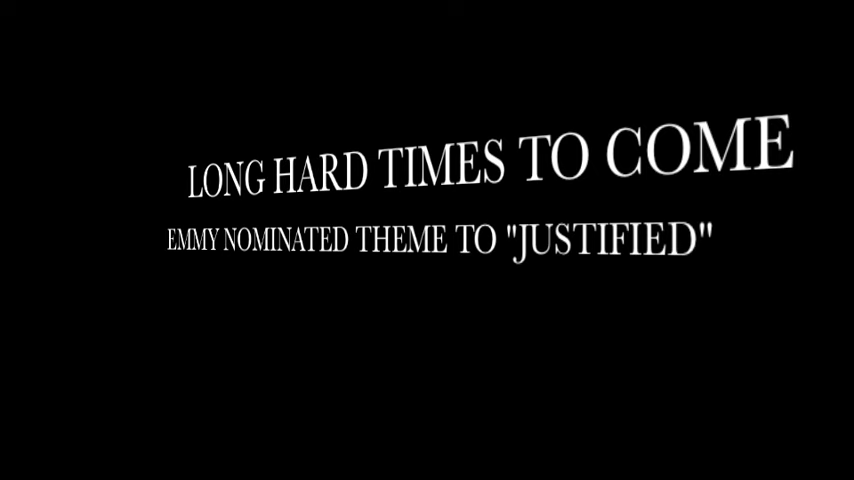 LONG HARD TIMES TO COME
EMMY NOMINATED THEME TO "JUSTIFIED"